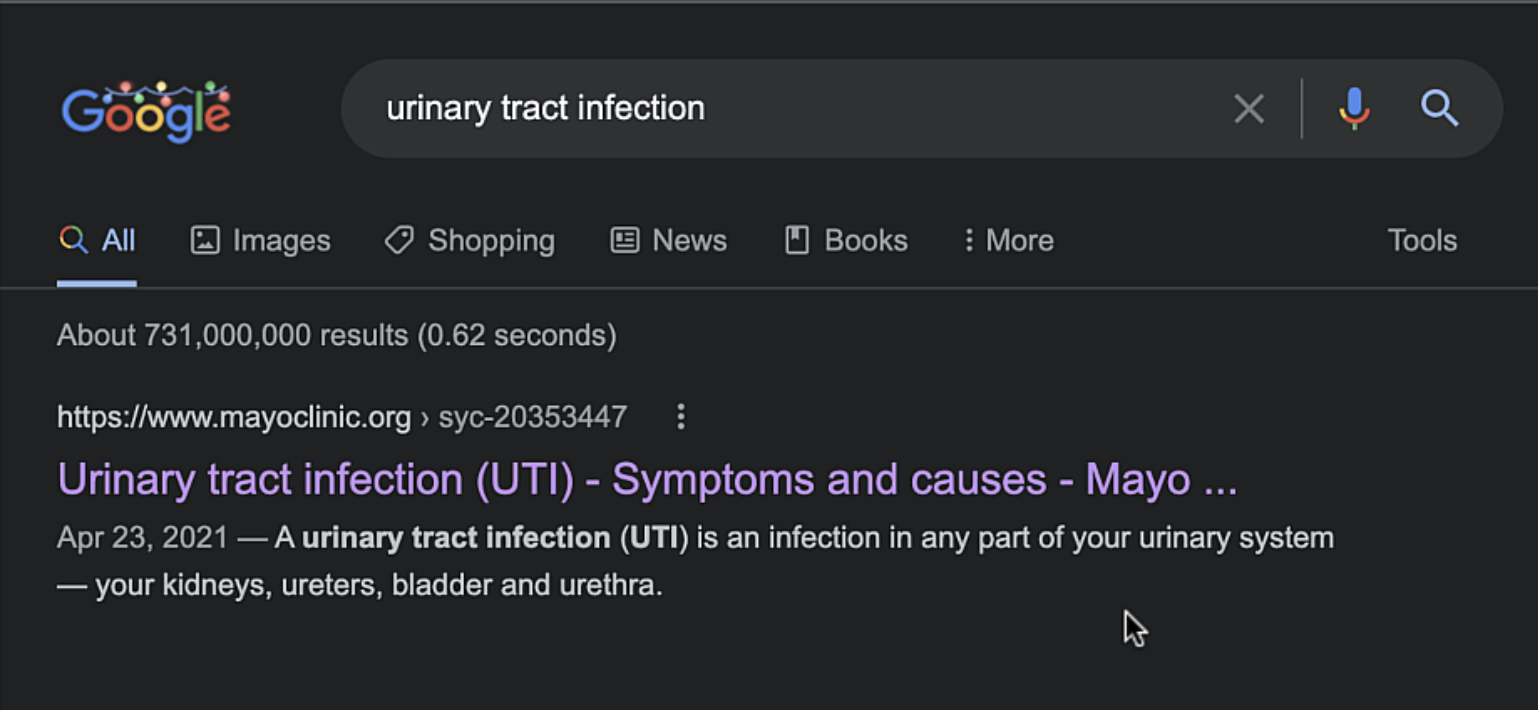 Google
urinary tract infection
All Images Shopping News Books More Tools
About 731,000,000 results (0.62 seconds)
https://www.mayoclinic.org › syc-20353447
Urinary tract infection (UTI) - Symptoms and causes - Mayo ...
Apr 23, 2021 — A urinary tract infection (UTI) is an infection in any part of your urinary system
— your kidneys, ureters, bladder and urethra.